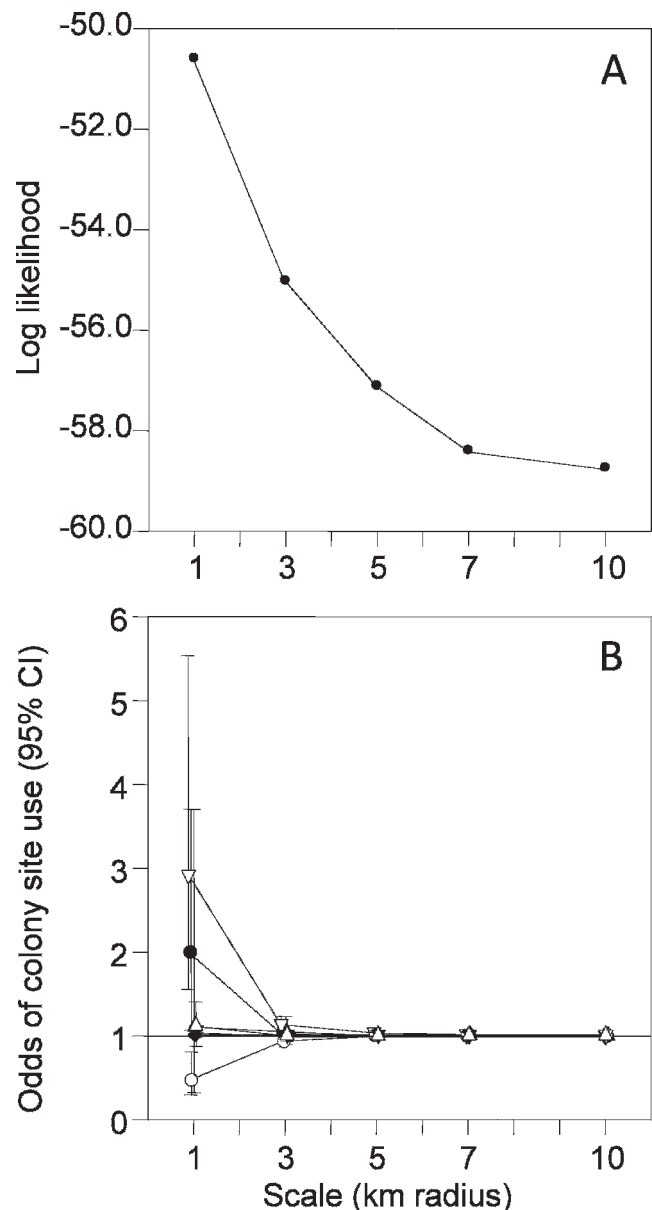 A
Log likelihood
-50.0
-52.0
-54.0
-56.0
-58.0
-60.0
1 3 5 7 10
B
Odds of colony site use (95% CI)
6
5
4
3
2
1
0
1 3 5 7 10
Scale (km radius)